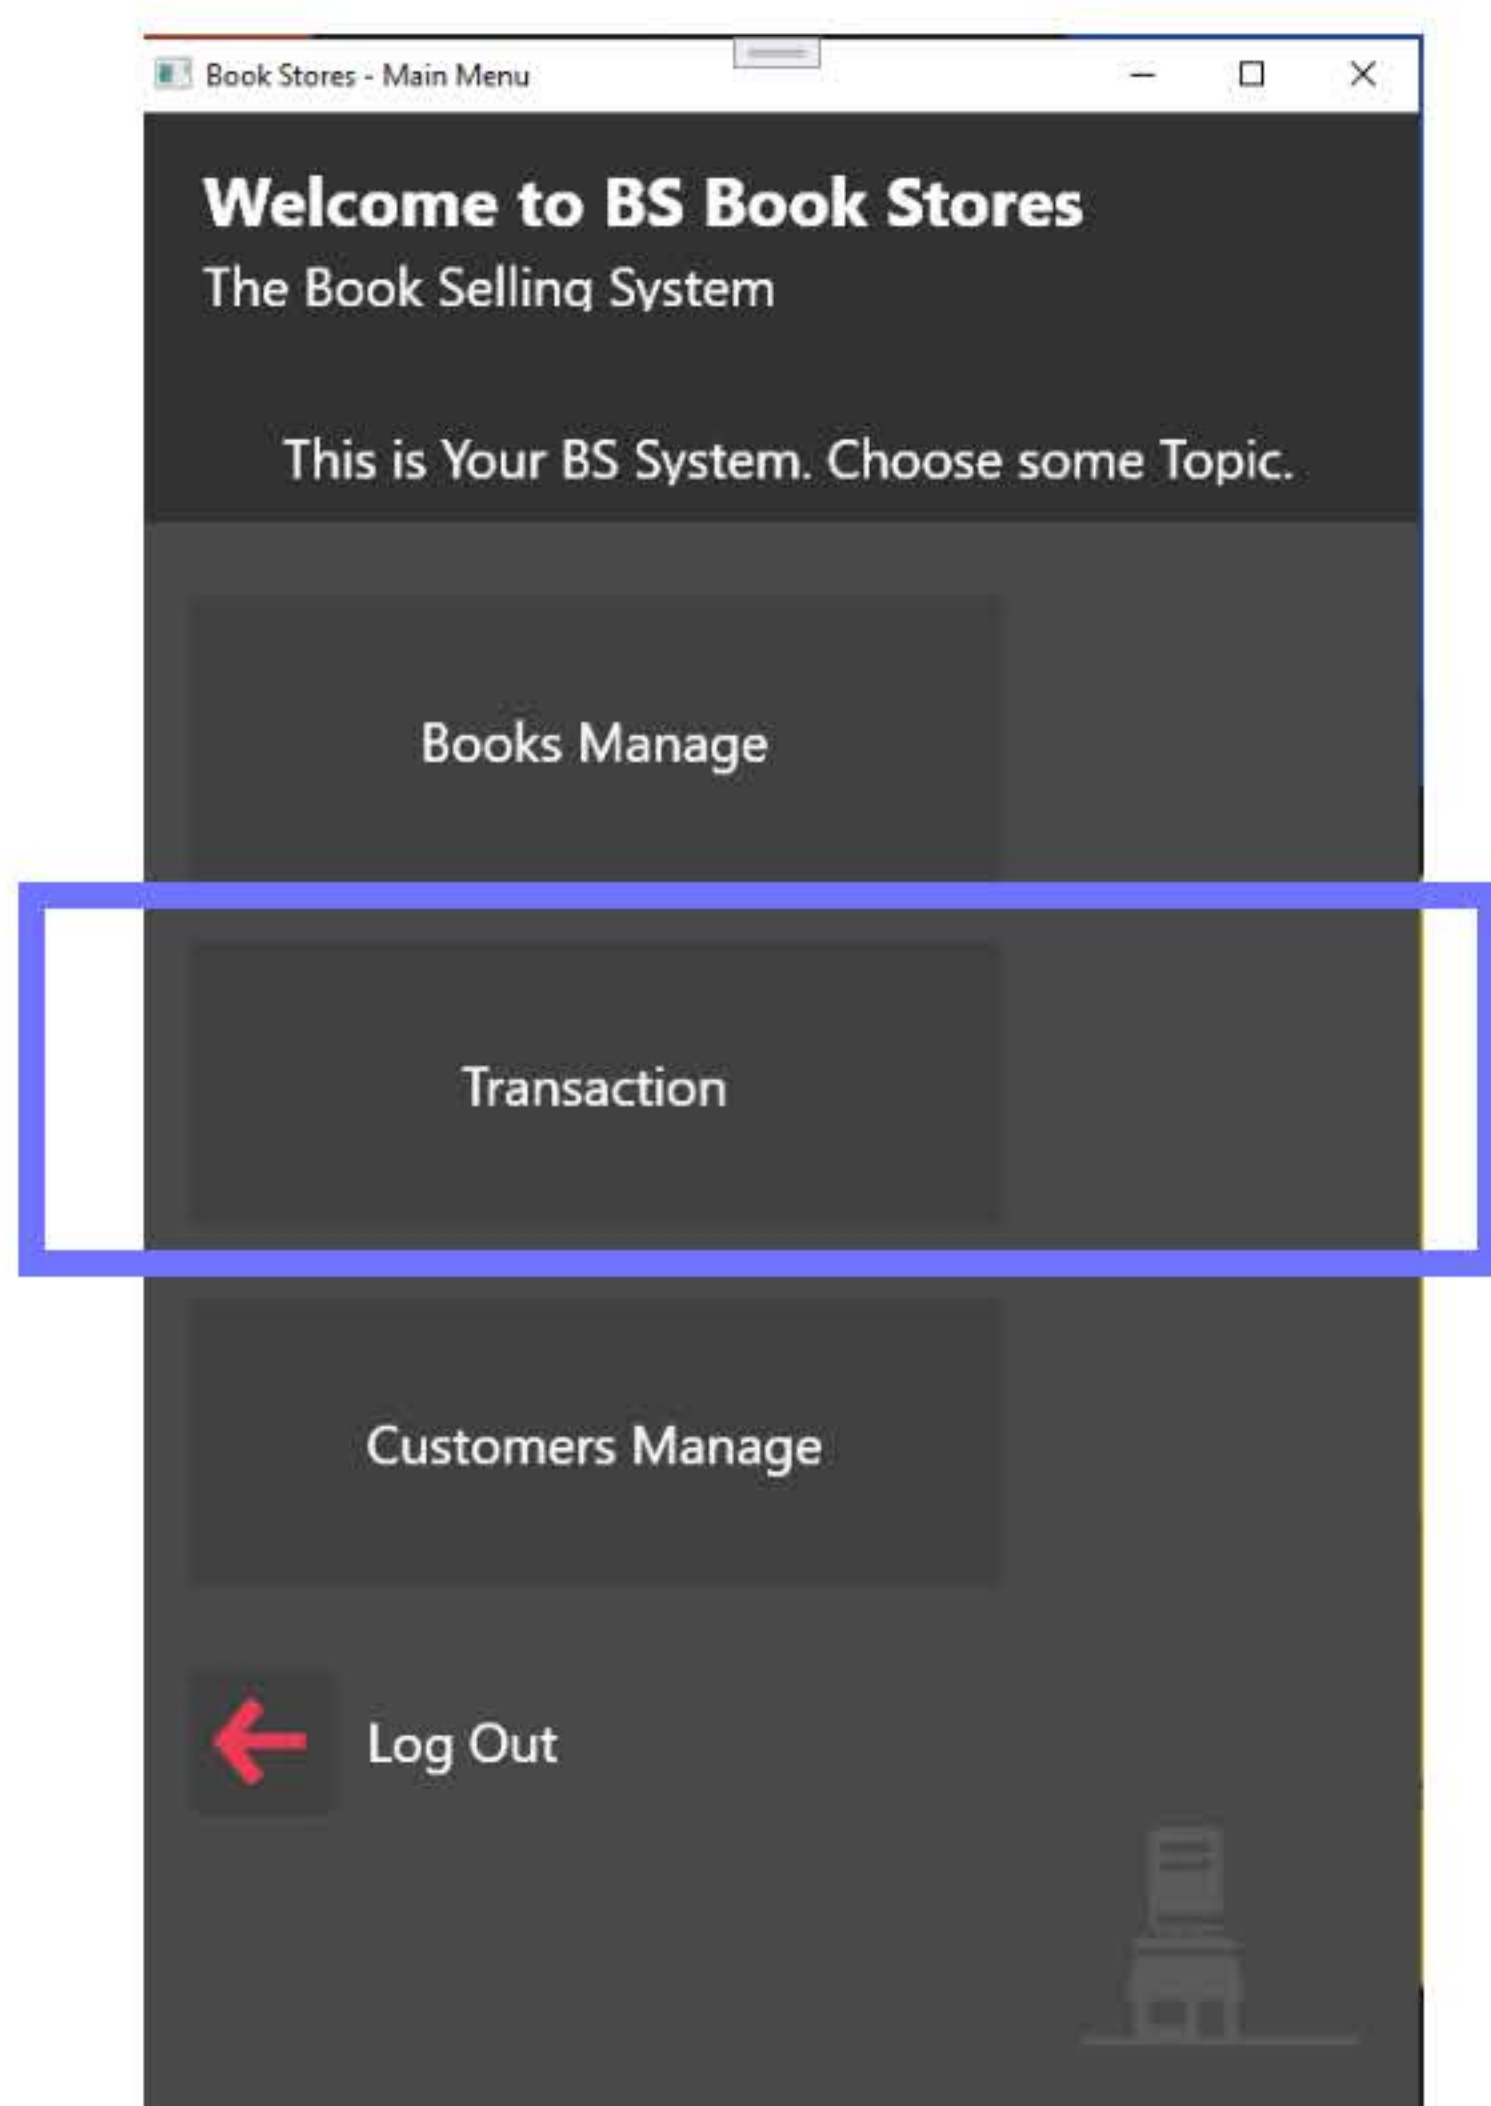 Book Stores - Main Menu
Welcome to BS Book Stores
The Book Selling System
This is Your BS System. Choose some Topic.
Books Manage
Transaction
Customers Manage
Log Out